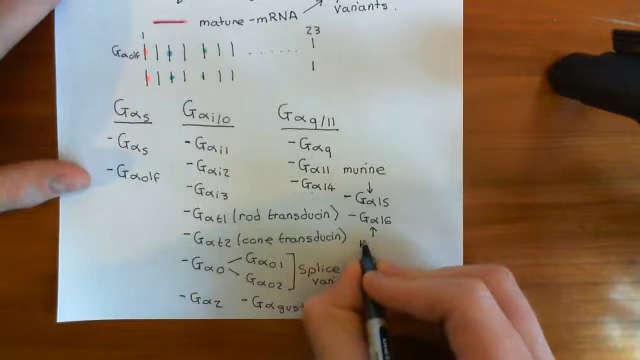 variants.
mature-mRNA
1
23
Gαolf
Gαs
Gαi/o
Gαq/11
- Gαs
- Gαolf
- Gαi1
- Gαi2
- Gαi3
- Gαt1 (rod transducin)
- Gαt2 (cone transducin)
- Gαo
Gαo1
Gαo2
Splice
- Gαz
- Gαgust
- Gαq
- Gα11
- Gα14
murine
- Gα15
- Gα16